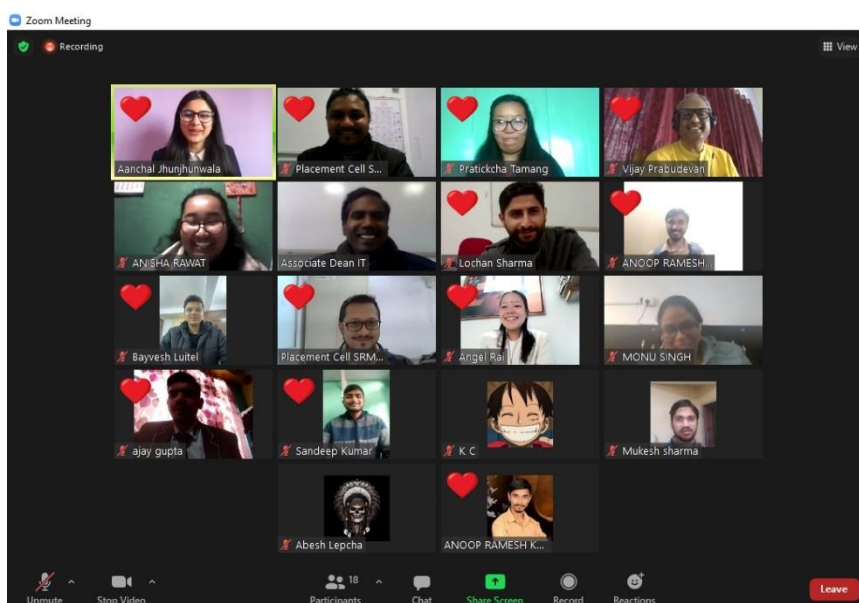 Zoom Meeting
Recording
View
Aanchal Jhunjhunwala
Placement Cell S...
Pratickcha Tamang
Vijay Prabudevan
ANISHA RAWAT
Associate Dean IT
Lochan Sharma
ANOOP RAMESH...
Bayvesh Luitel
Placement Cell SRM...
Angel Rai
MONU SINGH
ajay gupta
Sandeep Kumar
K C
Mukesh sharma
Abesh Lepcha
ANOOP RAMESH K...
18
Leave
Unmute
Stop Video
Participants
Chat
Share Screen
Record
Reactions